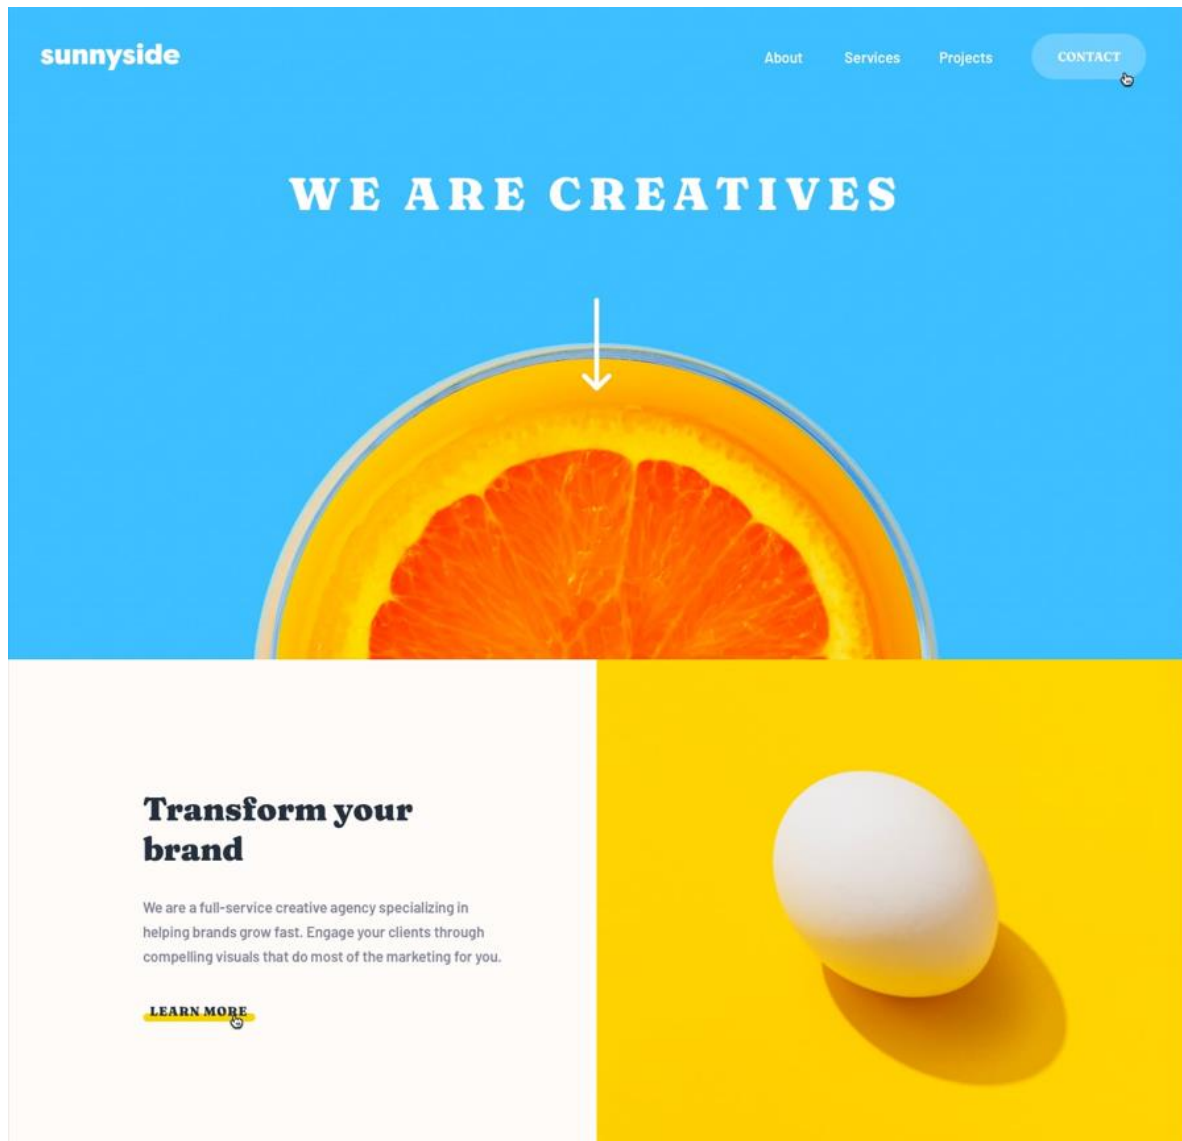 sunnyside
About Services Projects CONTACT
WE ARE CREATIVES
Transform your
brand
We are a full-service creative agency specializing in
helping brands grow fast. Engage your clients through
compelling visuals that do most of the marketing for you.
LEARN MORE